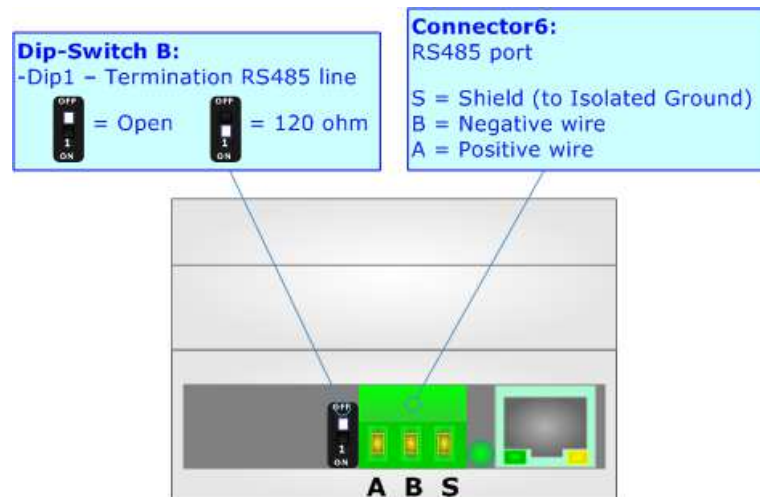 Dip-Switch B:
-Dip1 – Termination RS485 line
OFF
1
ON
= Open
OFF
1
ON
= 120 ohm
Connector6:
RS485 port
S = Shield (to Isolated Ground)
B = Negative wire
A = Positive wire
OFF
1
ON
A B S